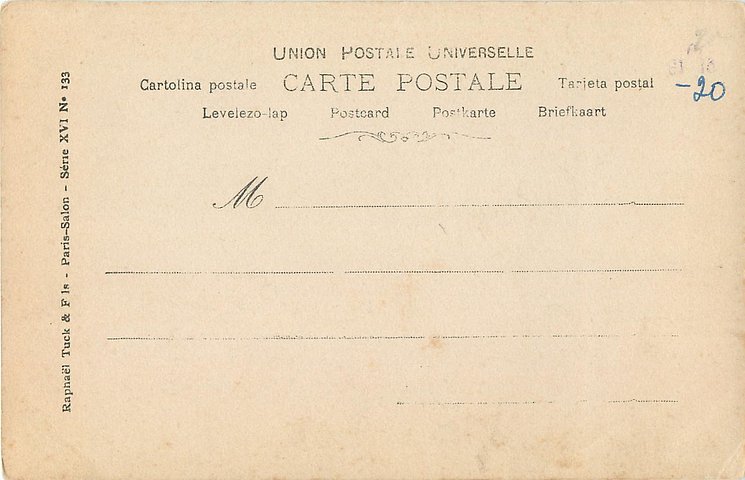 UNION POSTALE UNIVERSELLE
Cartolina postale CARTE POSTALE Tarjeta postal
Levelezo-lap Postcard Postkarte Briefkaart
-20
M
Raphaël Tuck & Fls - Paris-Salon - Série XVI No 133